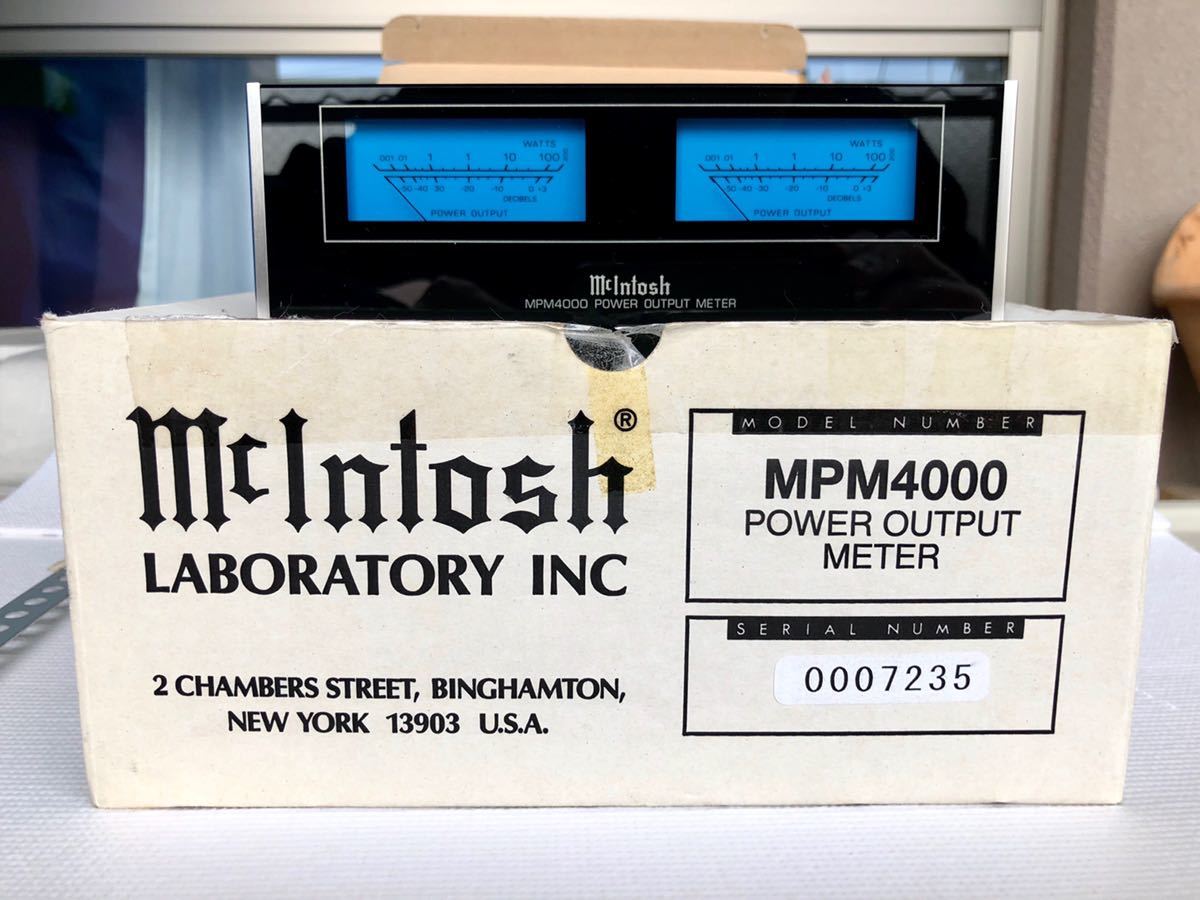 WATTS
.001 .01 .1 1 10 100 200
-50 -40 -30 -20 -10 0 +3
DECIBELS
POWER OUTPUT
WATTS
.001 .01 .1 1 10 100 200
-50 -40 -30 -20 -10 0 +3
DECIBELS
POWER OUTPUT
McIntosh
MPM4000 POWER OUTPUT METER
McIntosh®
LABORATORY INC
2 CHAMBERS STREET, BINGHAMTON,
NEW YORK 13903 U.S.A.
MODEL NUMBER
MPM4000
POWER OUTPUT
METER
SERIAL NUMBER
0007235